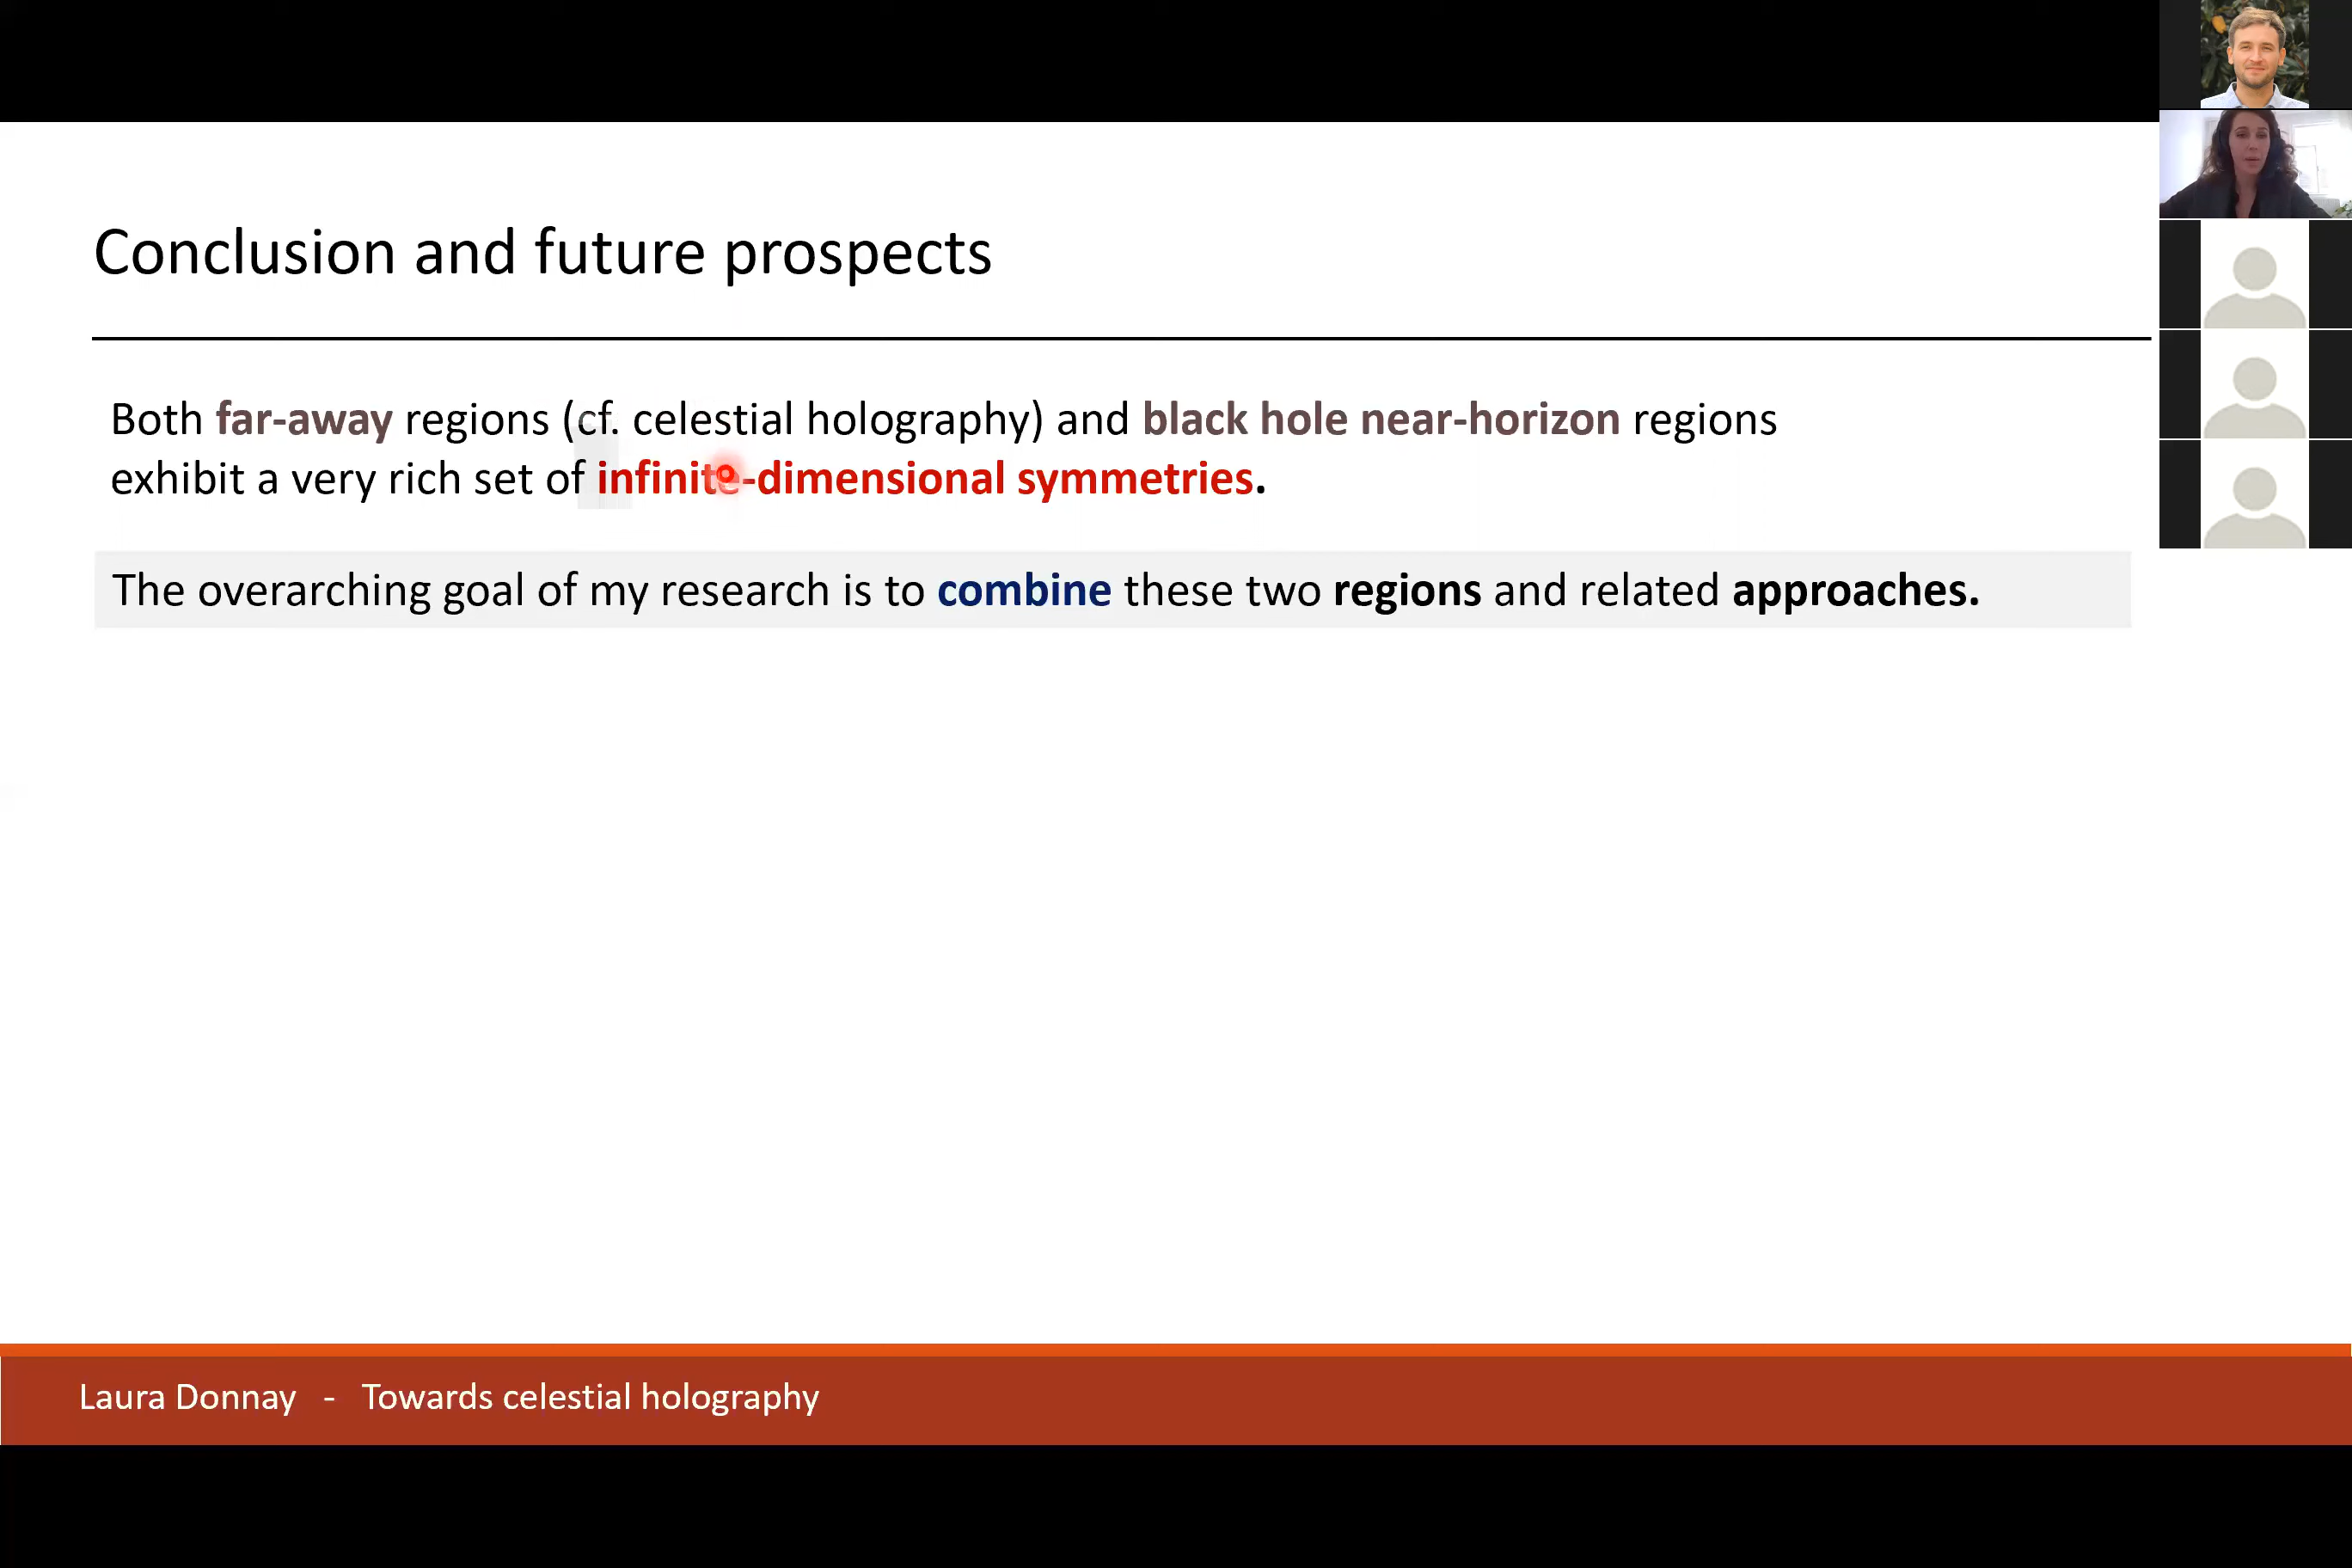 Conclusion and future prospects
Both far-away regions (cf. celestial holography) and black hole near-horizon regions
exhibit a very rich set of infinite-dimensional symmetries.
The overarching goal of my research is to combine these two regions and related approaches.
Laura Donnay - Towards celestial holography